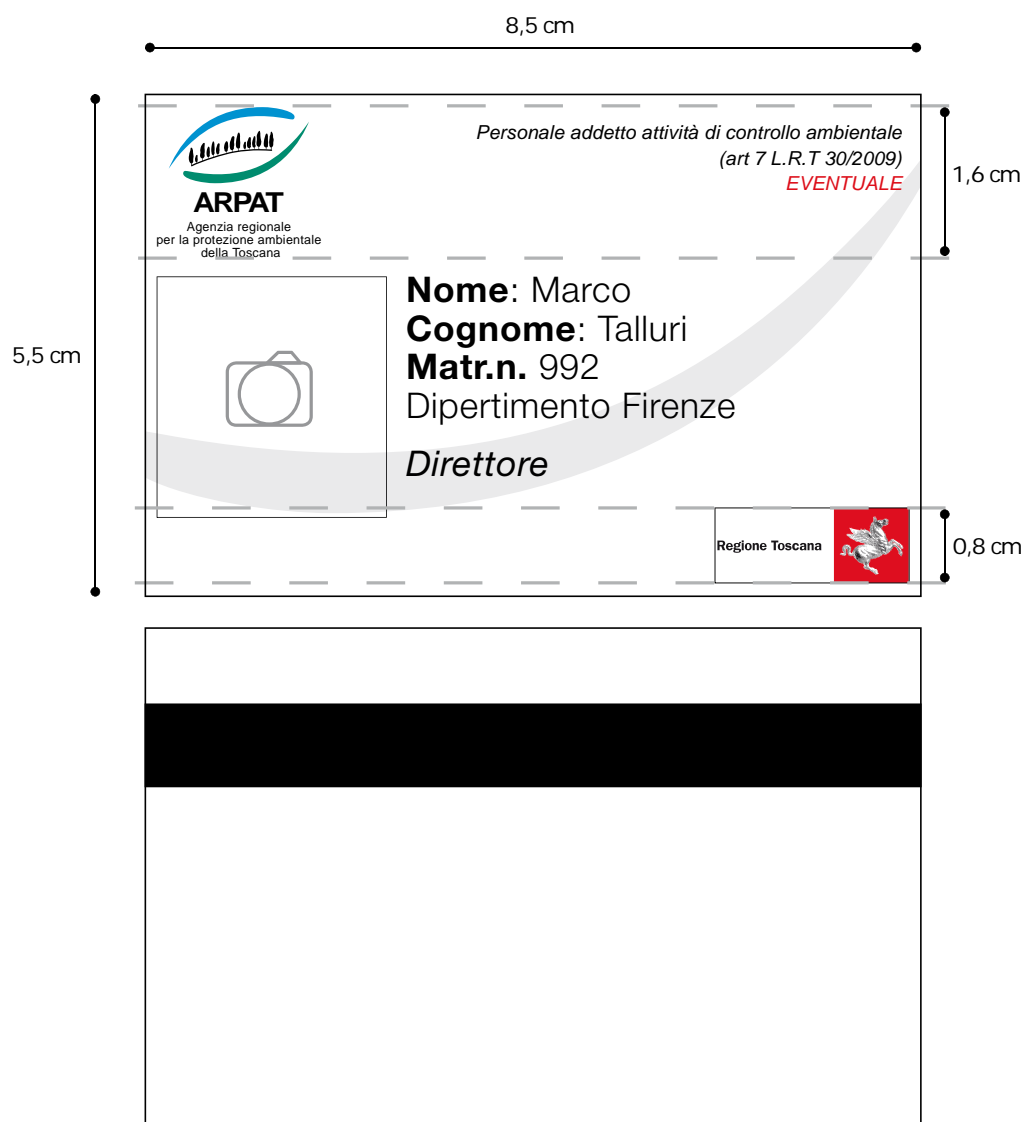 8,5 cm
Personale addetto attività di controllo ambientale
(art 7 L.R.T 30/2009)
EVENTUALE
1,6 cm
ARPAT
Agenzia regionale
per la protezione ambientale
della Toscana
5,5 cm
Nome: Marco
Cognome: Talluri
Matr.n. 992
Dipertimento Firenze
Direttore
Regione Toscana
0,8 cm